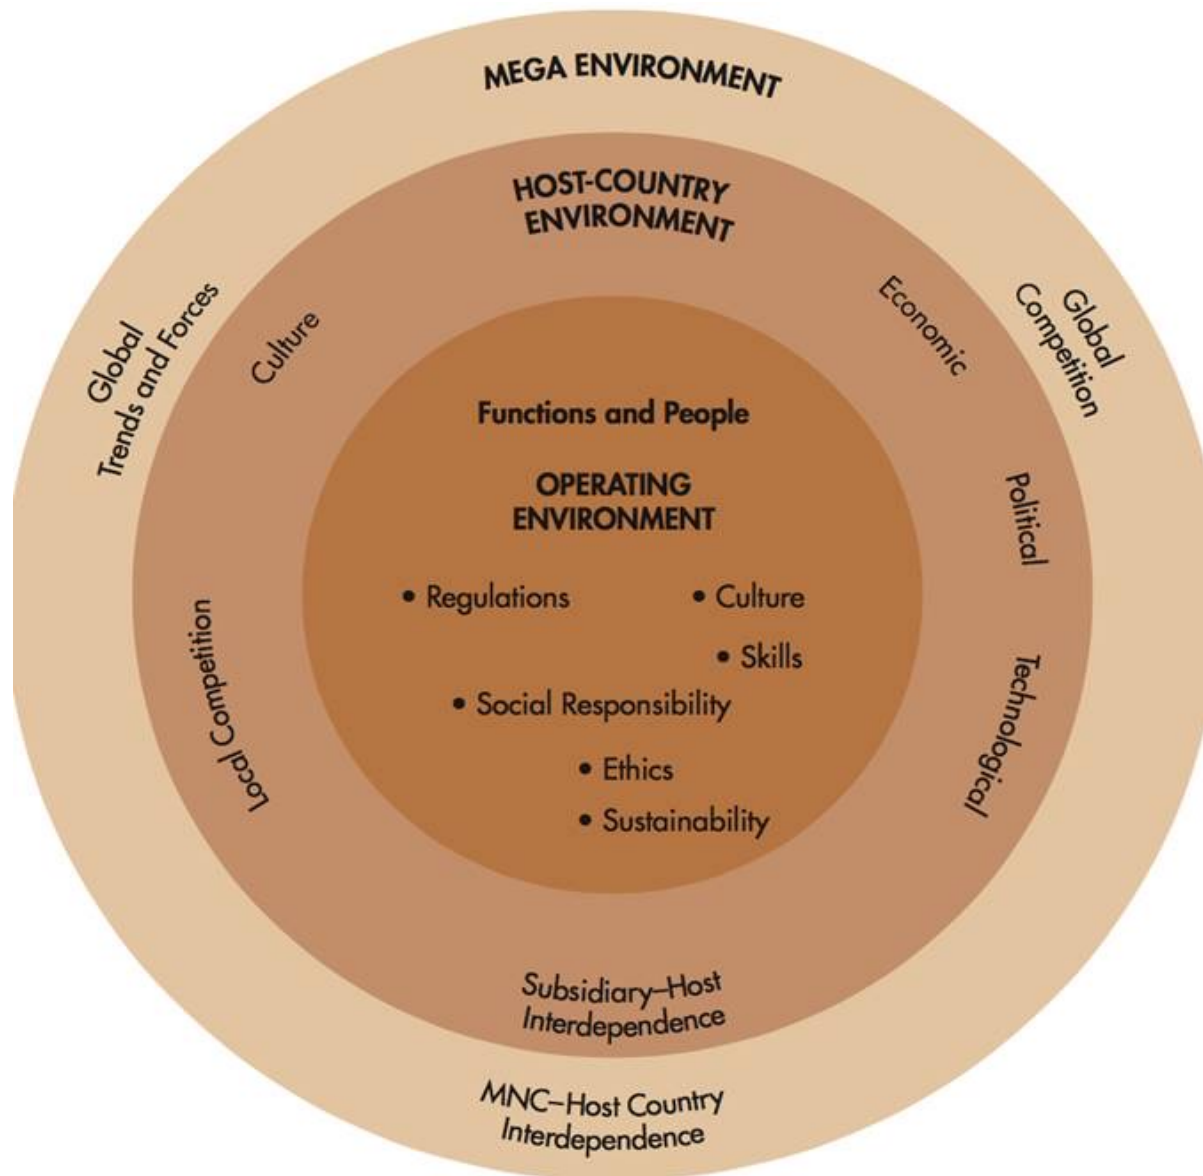 MEGA ENVIRONMENT
HOST-COUNTRY
ENVIRONMENT
Global
Trends and Forces
Culture
Economic
Global
Competition
Functions and People
OPERATING
ENVIRONMENT
Political
• Regulations
• Culture
• Skills
Local Competition
Technological
• Social Responsibility
• Ethics
• Sustainability
Subsidiary–Host
Interdependence
MNC–Host Country
Interdependence